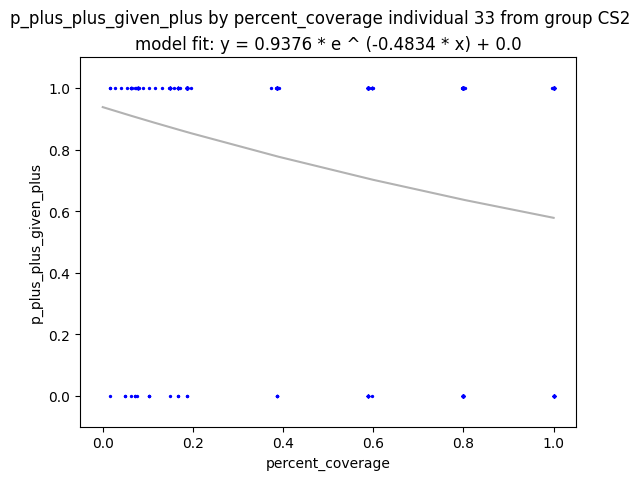 p_plus_plus_given_plus by percent_coverage individual 33 from group CS2
model fit: y = 0.9376 * e ^ (-0.4834 * x) + 0.0
1.0
0.8
0.6
0.4
0.2
0.0
p_plus_plus_given_plus
0.0 0.2 0.4 0.6 0.8 1.0
percent_coverage